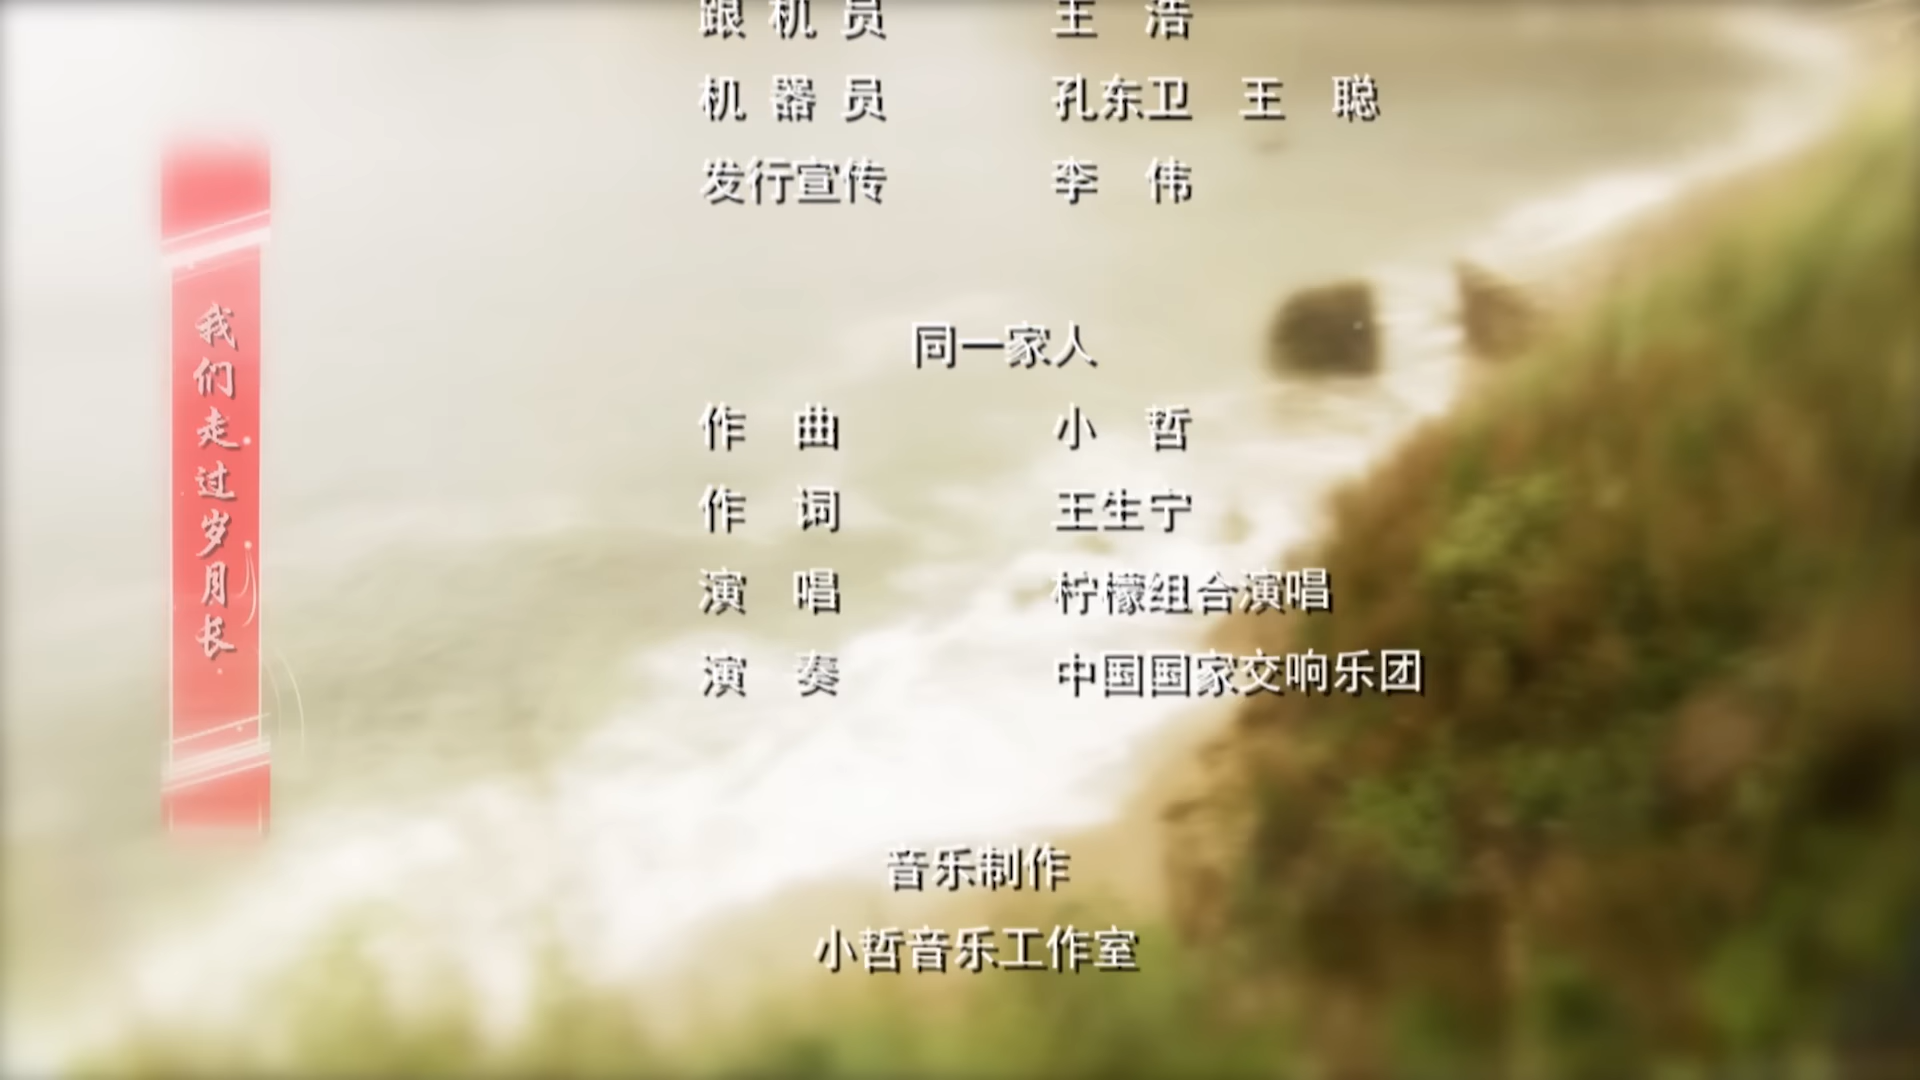 跟机员 王浩
机器员 孔东卫 王聪
发行宣传 李伟
同一家人
作曲 小哲
作词 王生宁
演唱 柠檬组合演唱
演奏 中国国家交响乐团
音乐制作
小哲音乐工作室
我们走过岁月长